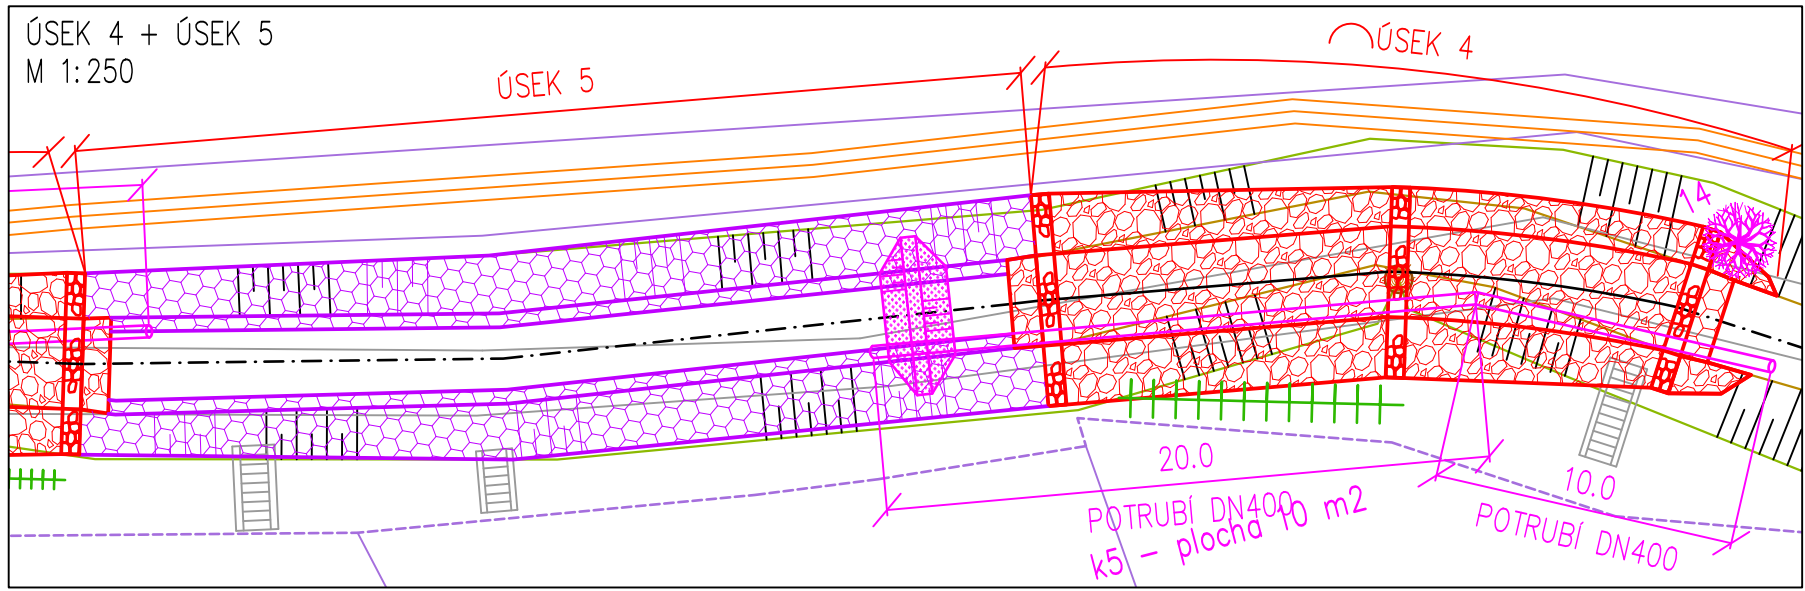 ÚSEK 4 + ÚSEK 5
M 1:250
ÚSEK 5
ÚSEK 4
14
20.0
POTRUBÍ DN400
k5 - plocha 10 m2
10.0
POTRUBÍ DN400